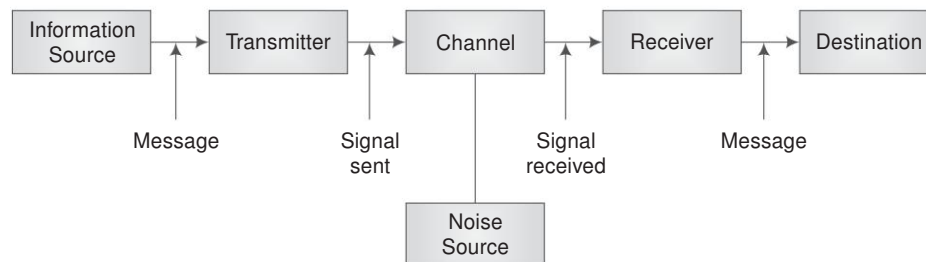 Information
Source
Transmitter
Channel
Receiver
Destination
Message
Signal
sent
Signal
received
Message
Noise
Source